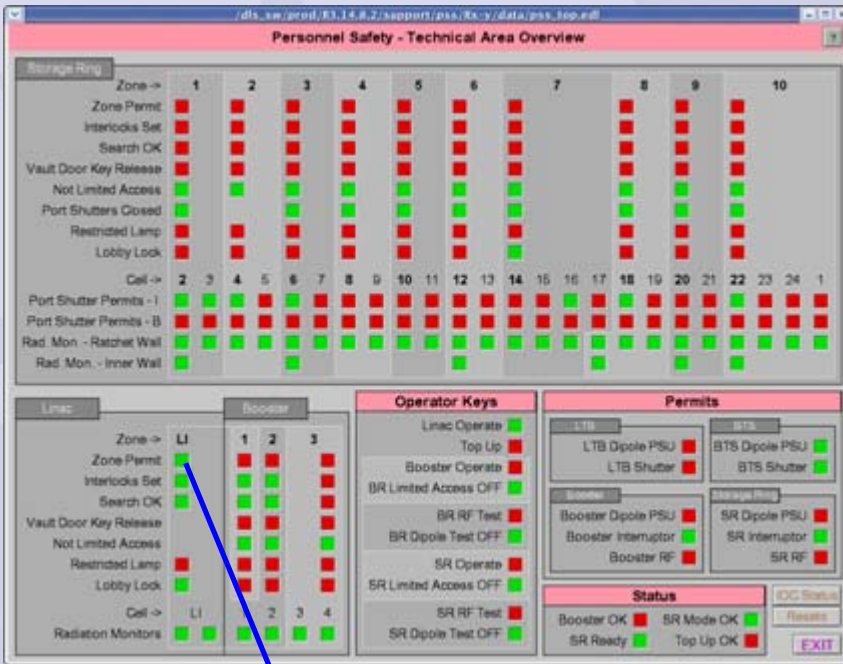 /dls_sw/prod/R3.14.8.2/support/pss/Rx-y/data/pss_top.edl
Personnel Safety - Technical Area Overview
?
Storage Ring
Zone -> 1 2 3 4 5 6 7 8 9 10
Zone Permit
Interlocks Set
Search OK
Vault Door Key Release
Not Limited Access
Port Shutters Closed
Restricted Lamp
Lobby Lock
Cell -> 2 3 4 5 6 7 8 9 10 11 12 13 14 15 16 17 18 19 20 21 22 23 24 1
Port Shutter Permits - I
Port Shutter Permits - B
Rad. Mon. - Ratchet Wall
Rad. Mon. - Inner Wall
Linac
Booster
Zone -> LI 1 2 3
Zone Permit
Interlocks Set
Search OK
Vault Door Key Release
Not Limited Access
Restricted Lamp
Lobby Lock
Cell -> LI 2 3 4
Radiation Monitors
Operator Keys
Linac Operate
Top Up
Booster Operate
BR Limited Access OFF
BR RF Test
BR Dipole Test OFF
SR Operate
SR Limited Access OFF
SR RF Test
SR Dipole Test OFF
Permits
LTB
LTB Dipole PSU
LTB Shutter
BTS
BTS Dipole PSU
BTS Shutter
Booster
Booster Dipole PSU
Booster Interruptor
Booster RF
Storage Ring
SR Dipole PSU
SR Interruptor
SR RF
Status
Booster OK SR Mode OK
SR Ready Top Up OK
IOC Status
Resets
EXIT